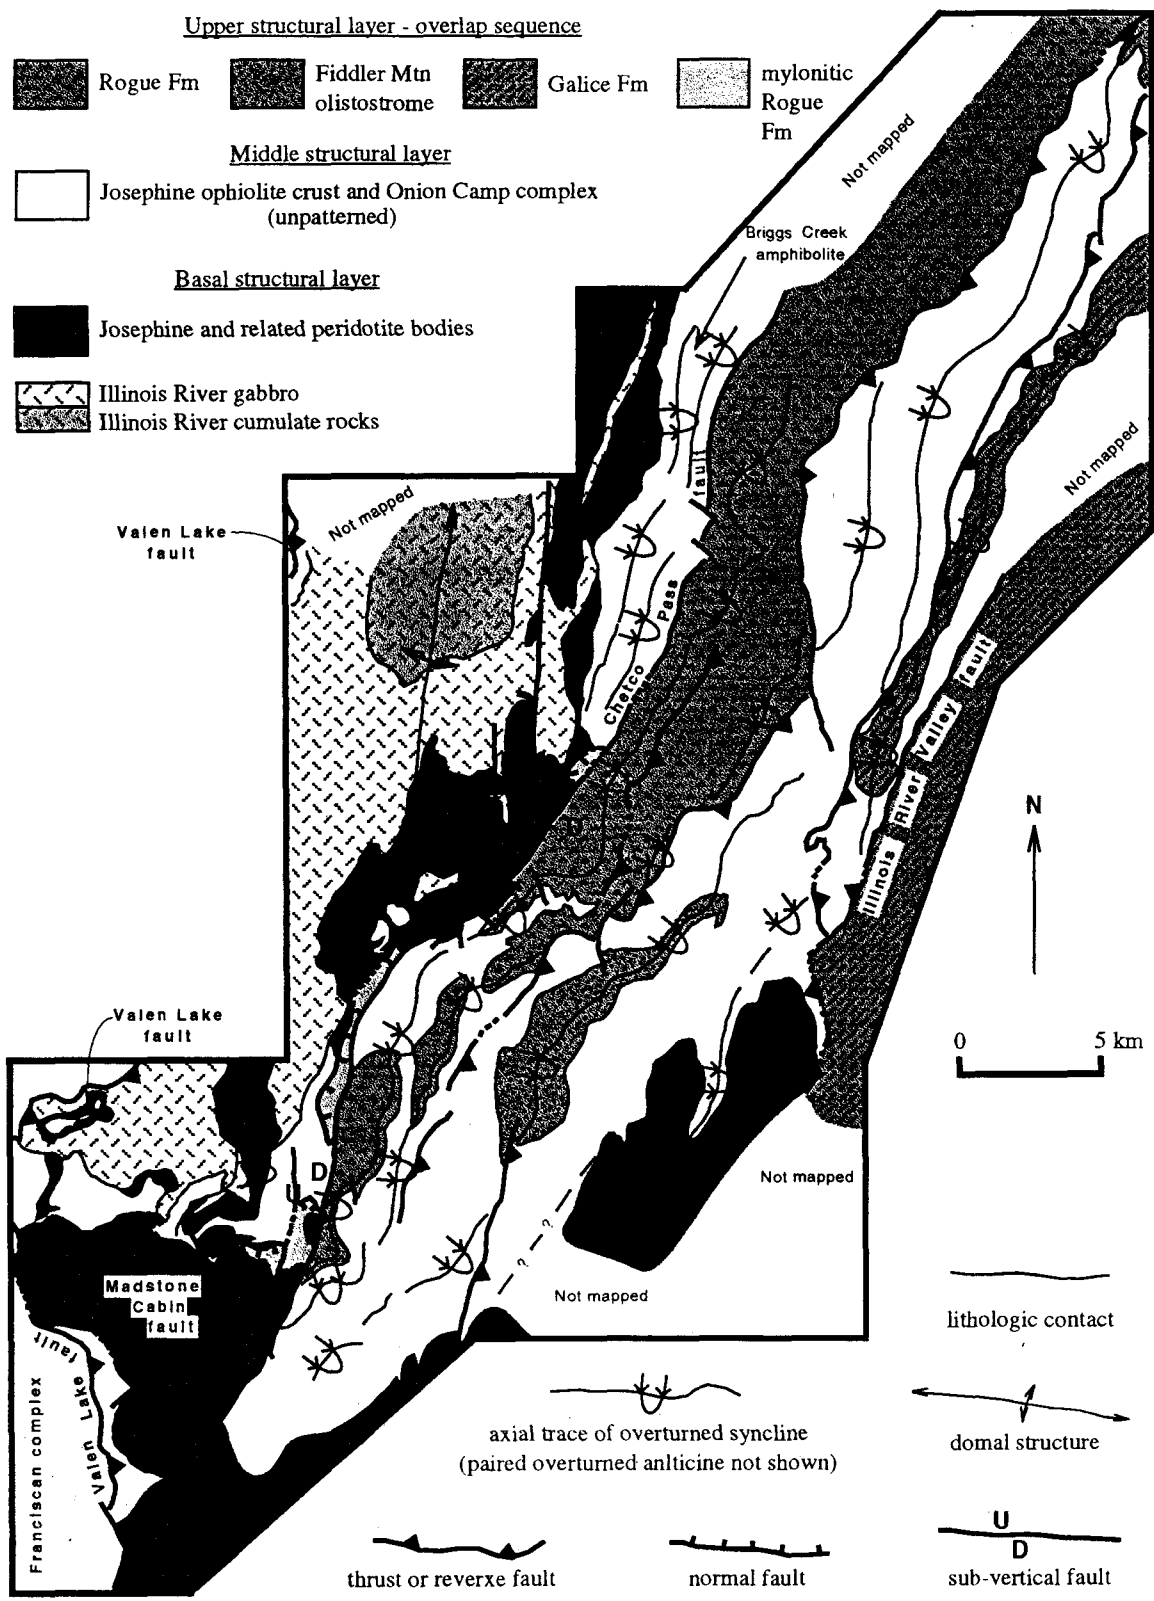 Upper structural layer - overlap sequence
Rogue Fm
Fiddler Mtn
olistostrome
Galice Fm
mylonitic
Rogue
Fm
Middle structural layer
Josephine ophiolite crust and Onion Camp complex
(unpatterned)
Basal structural layer
Josephine and related peridotite bodies
Illinois River gabbro
Illinois River cumulate rocks
Not mapped
Briggs Creek
amphibolite
Not mapped
Not mapped
Valen Lake
fault
Chetco Pass fault
Illinois River Valley fault
N
0 5 km
Valen Lake
fault
D
U
Not mapped
Not mapped
Madstone
Cabin
fault
Valen Lake fault
Franciscan complex
? ?
lithologic contact
axial trace of overturned syncline
(paired overturned anlticine not shown)
domal structure
thrust or reverxe fault
normal fault
U
D
sub-vertical fault